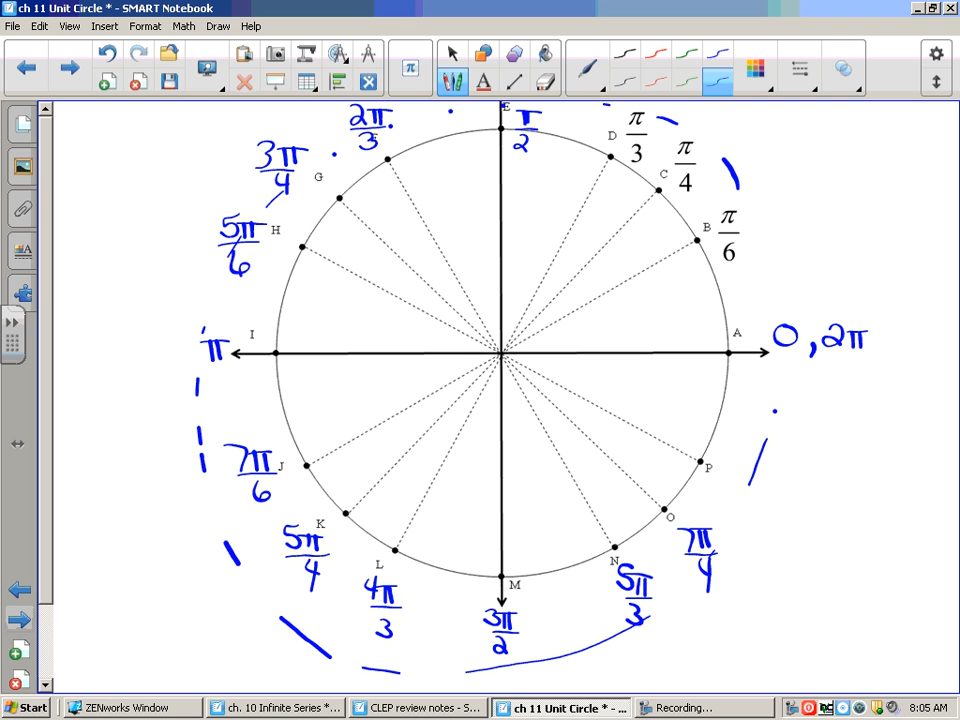 ch 11 Unit Circle * - SMART Notebook
File Edit View Insert Format Math Draw Window Help
π
A
E
π/2
2π/3
D π/3
3π/4
C π/4
G
5π/6
H
B π/6
I
π
A
0, 2π
7π/6
J
P
K
5π/4
O
7π/4
L
4π/3
M
3π/2
N
5π/3
Start ZENworks Window ch. 10 Infinite Series *... CLEP review notes - S... ch 11 Unit Circle * - ... Recording... 8:05 AM